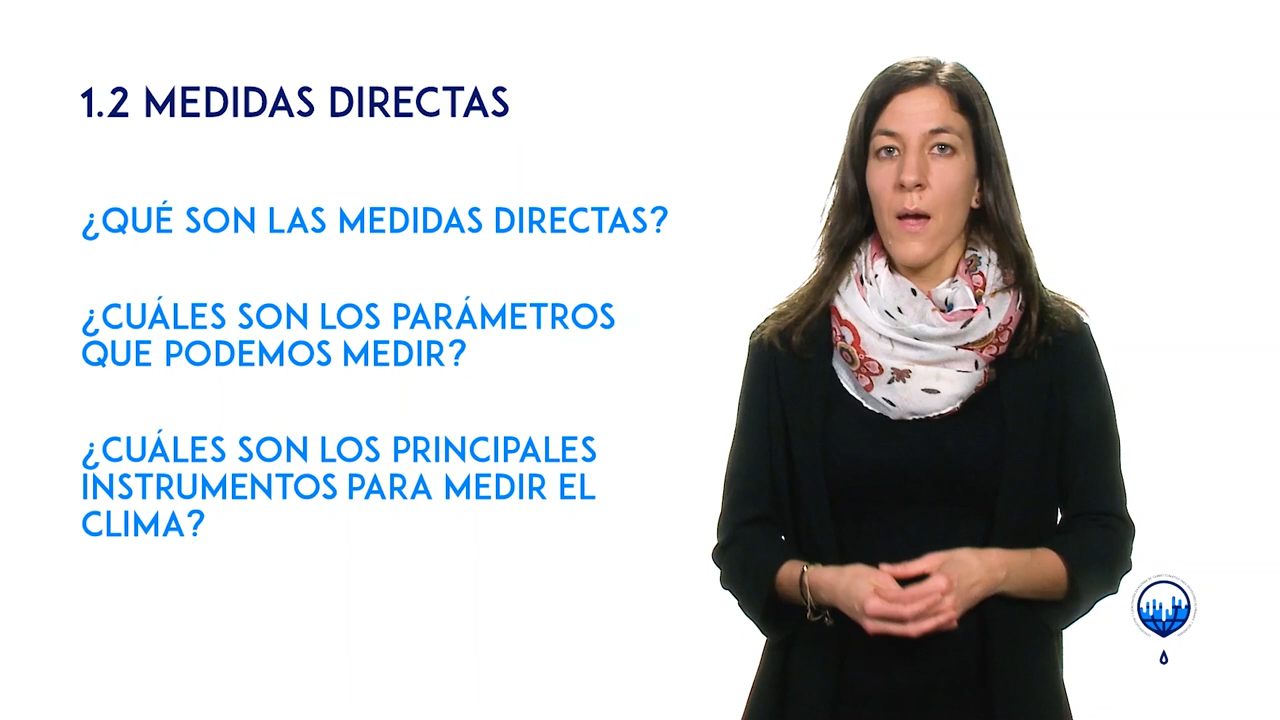 1.2 MEDIDAS DIRECTAS
¿QUÉ SON LAS MEDIDAS DIRECTAS?
¿CUÁLES SON LOS PARÁMETROS
QUE PODEMOS MEDIR?
¿CUÁLES SON LOS PRINCIPALES
INSTRUMENTOS PARA MEDIR EL
CLIMA?